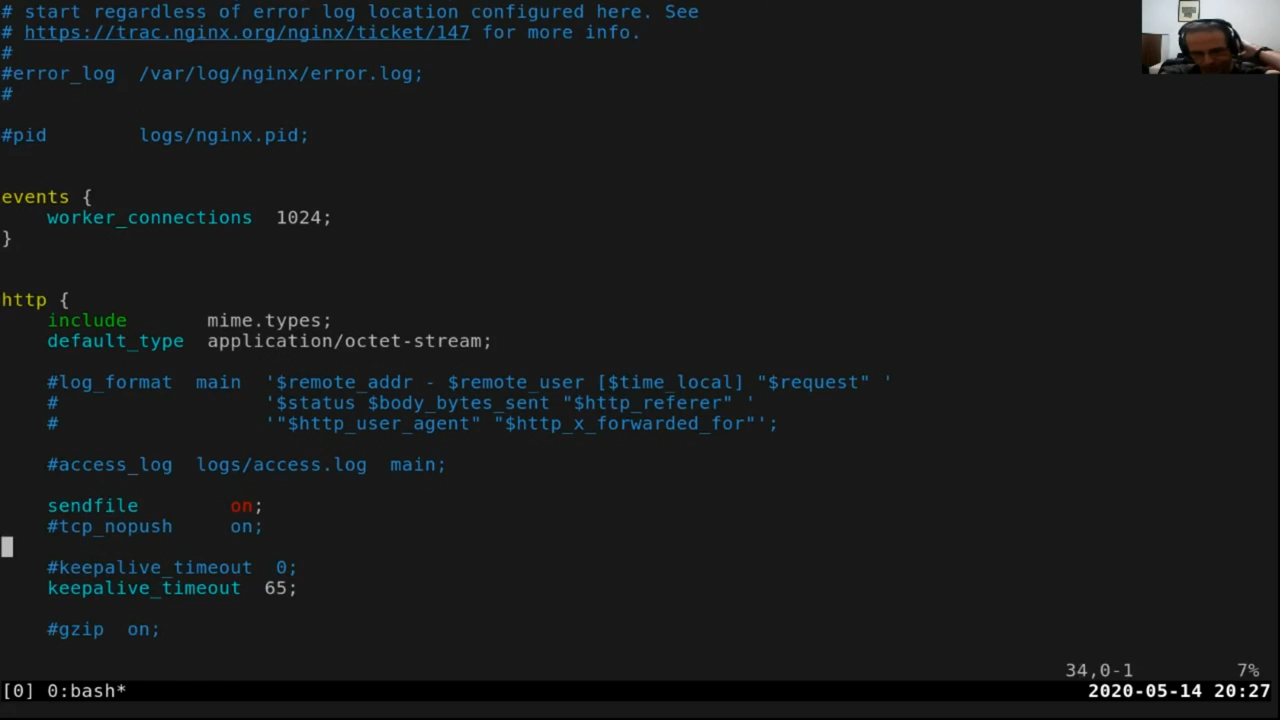 # start regardless of error log location configured here. See
# https://trac.nginx.org/nginx/ticket/147 for more info.
#
#error_log  /var/log/nginx/error.log;
#
#pid        logs/nginx.pid;
events {
    worker_connections  1024;
}
http {
    include       mime.types;
    default_type  application/octet-stream;
    #log_format  main  '$remote_addr - $remote_user [$time_local] "$request" '
    #                  '$status $body_bytes_sent "$http_referer" '
    #                  '"$http_user_agent" "$http_x_forwarded_for"';
    #access_log  logs/access.log  main;
    sendfile        on;
    #tcp_nopush     on;
    #keepalive_timeout  0;
    keepalive_timeout  65;
    #gzip  on;
34,0-1         7%
[0] 0:bash*                    2020-05-14 20:27